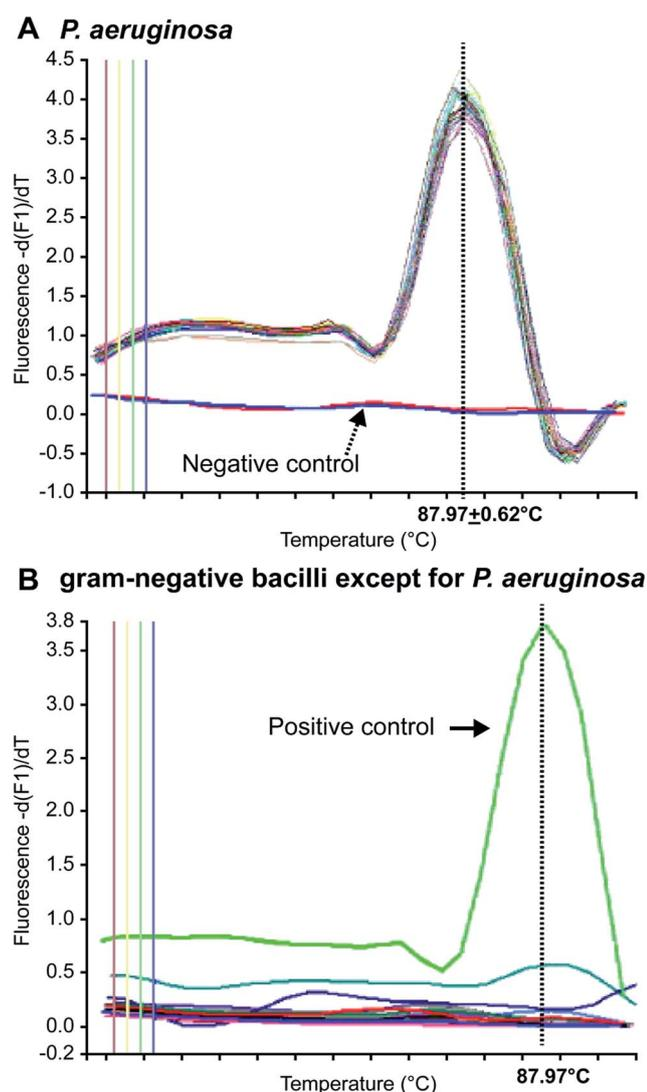 A P. aeruginosa
4.5
4.0
3.5
3.0
2.5
2.0
1.5
1.0
0.5
0.0
-0.5
-1.0
Fluorescence -d(F1)/dT
Negative control
87.97±0.62°C
Temperature (°C)
B gram-negative bacilli except for P. aeruginosa
3.8
3.5
3.0
2.5
2.0
1.5
1.0
0.5
0.0
-0.2
Fluorescence -d(F1)/dT
Positive control
87.97°C
Temperature (°C)